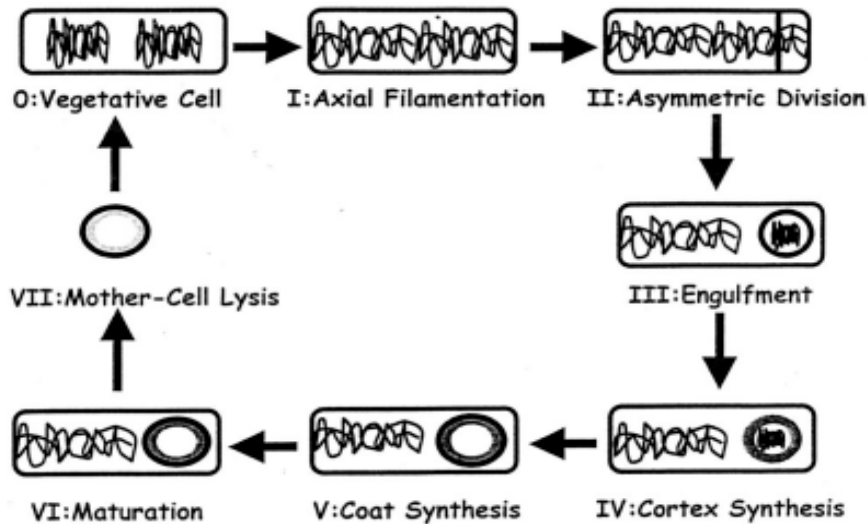 O:Vegetative Cell
I:Axial Filamentation
II:Asymmetric Division
VII:Mother-Cell Lysis
III:Engulfment
VI:Maturation
V:Coat Synthesis
IV:Cortex Synthesis